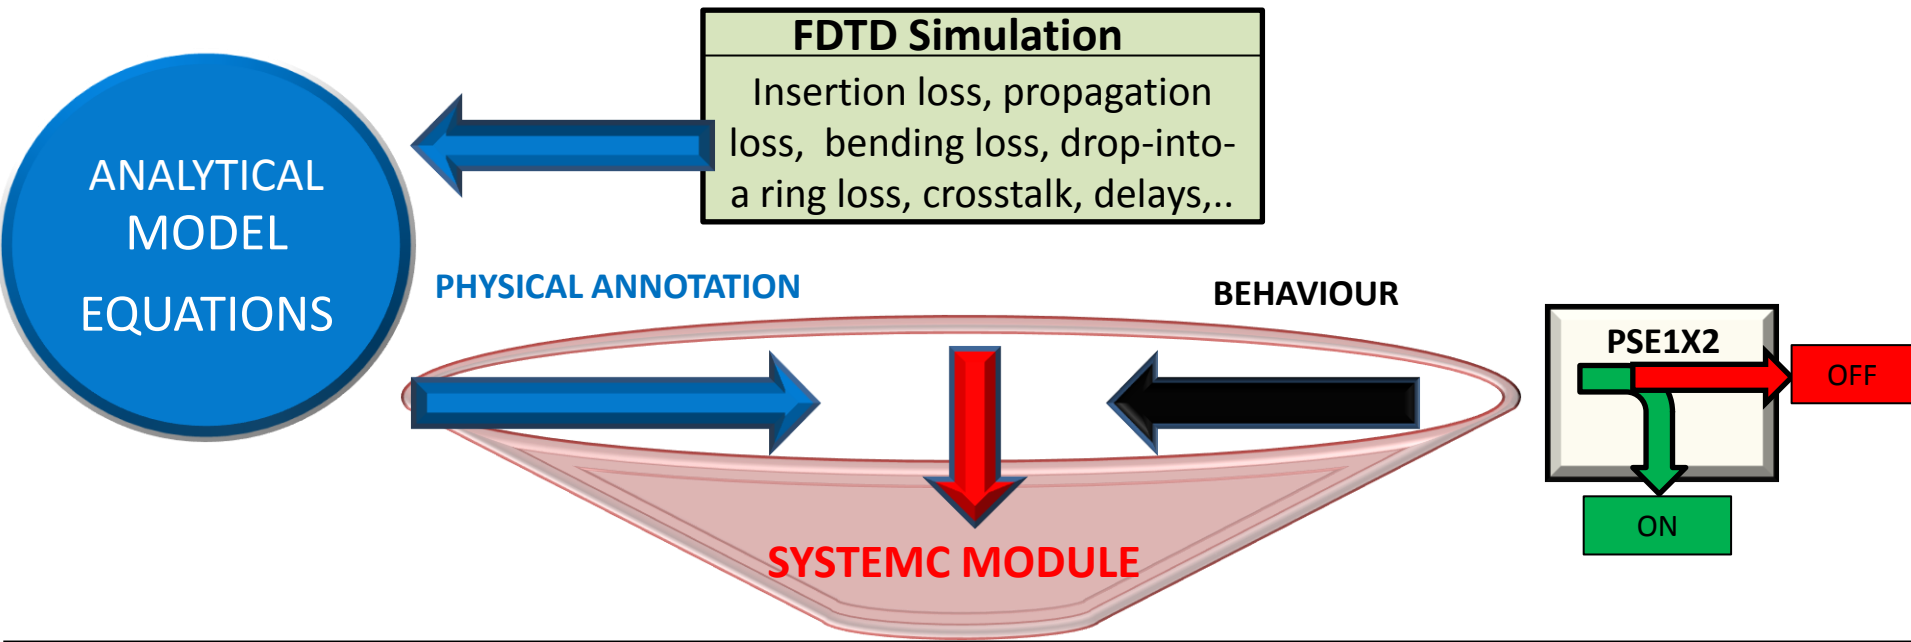 FDTD Simulation
Insertion loss, propagation
loss, bending loss, drop-into-
a ring loss, crosstalk, delays,..
ANALYTICAL
MODEL
EQUATIONS
PHYSICAL ANNOTATION
BEHAVIOUR
PSE1X2
OFF
ON
SYSTEMC MODULE